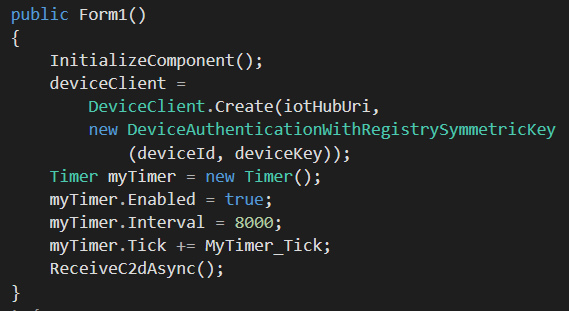 public Form1()
{
InitializeComponent();
deviceClient =
DeviceClient.Create(iotHubUri,
new DeviceAuthenticationWithRegistrySymmetricKey
(deviceId, deviceKey));
Timer myTimer = new Timer();
myTimer.Enabled = true;
myTimer.Interval = 8000;
myTimer.Tick += MyTimer_Tick;
ReceiveC2dAsync();
}